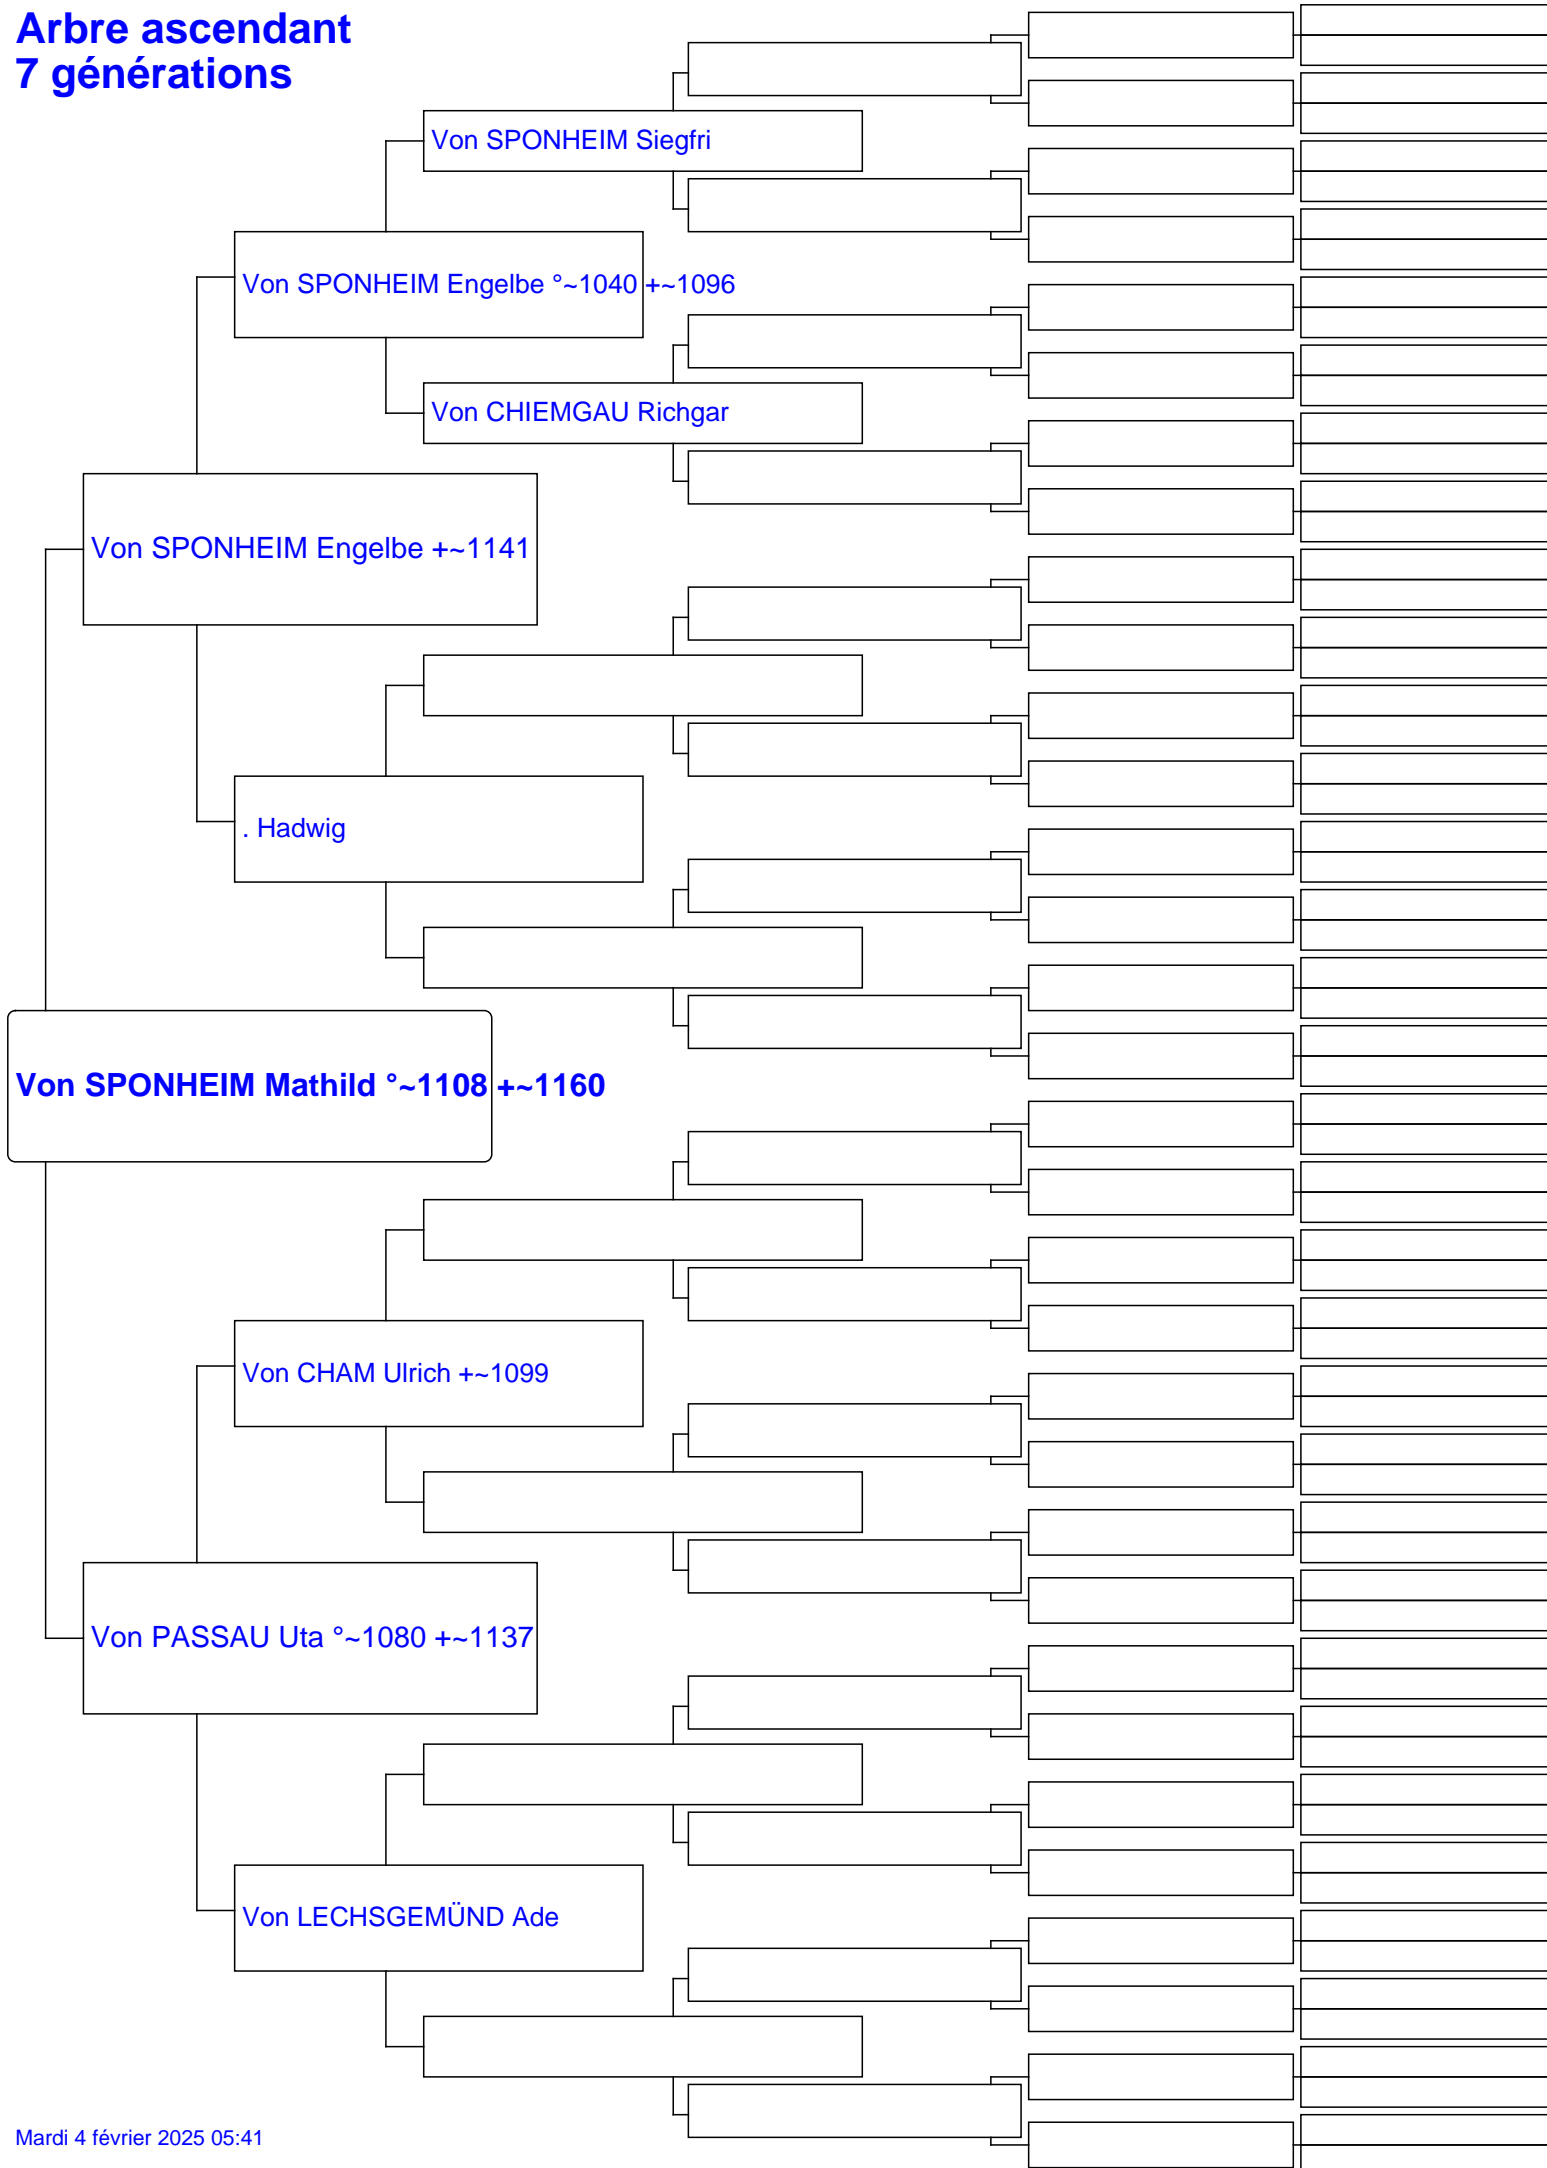 Arbre ascendant
7 générations
Von SPONHEIM Siegfri
Von SPONHEIM Engelbe °~1040 +~1096
Von CHIEMGAU Richgar
Von SPONHEIM Engelbe +~1141
. Hadwig
Von SPONHEIM Mathild °~1108 +~1160
Von CHAM Ulrich +~1099
Von PASSAU Uta °~1080 +~1137
Von LECHSGEMÜND Ade
Mardi 4 février 2025 05:41